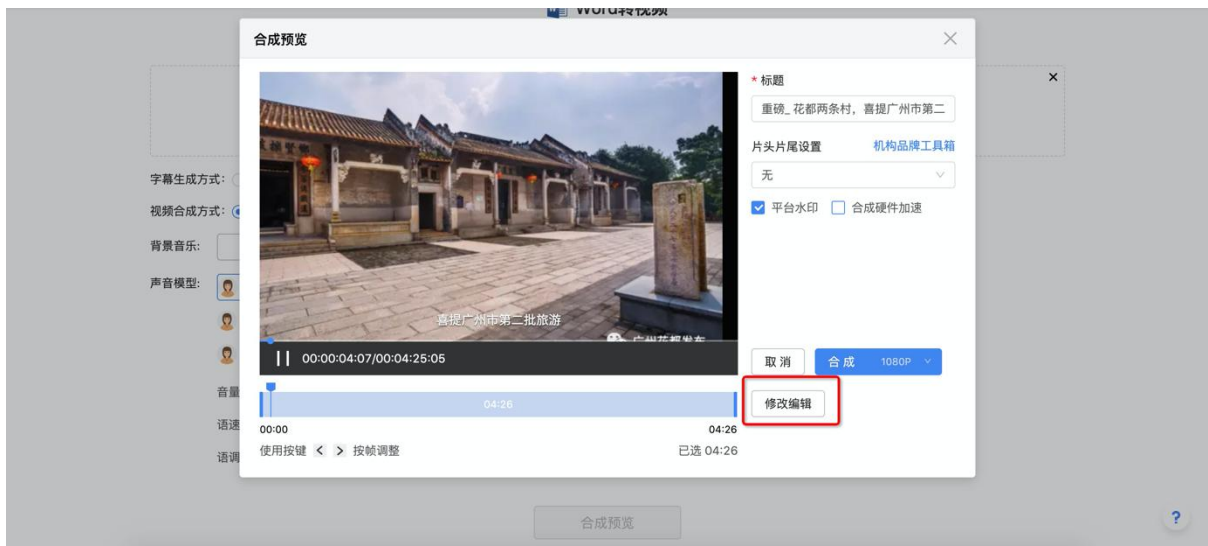 Word转视频
合成预览
* 标题
重磅_ 花都两条村，喜提广州市第二
片头片尾设置 机构品牌工具箱
无
平台水印 合成硬件加速
字幕生成方式:
视频合成方式:
背景音乐:
声音模型:
喜提广州市第二批旅游
广州花都发布
00:00:04:07/00:04:25:05
取 消 合 成 1080P
修改编辑
音量
04:26
语速
00:00 04:26
语调
使用按键 < > 按帧调整 已选 04:26
合成预览
?